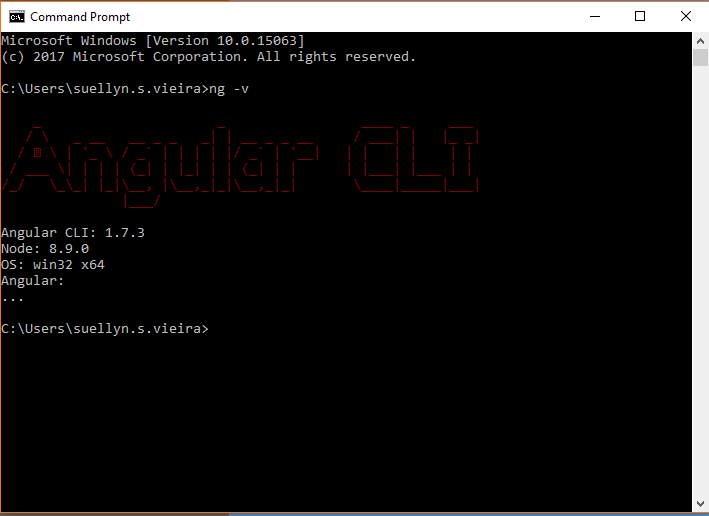 Command Prompt
Microsoft Windows [Version 10.0.15063]
(c) 2017 Microsoft Corporation. All rights reserved.
C:\Users\suellyn.s.vieira>ng -v
Angular CLI
Angular CLI: 1.7.3
Node: 8.9.0
OS: win32 x64
Angular:
...
C:\Users\suellyn.s.vieira>